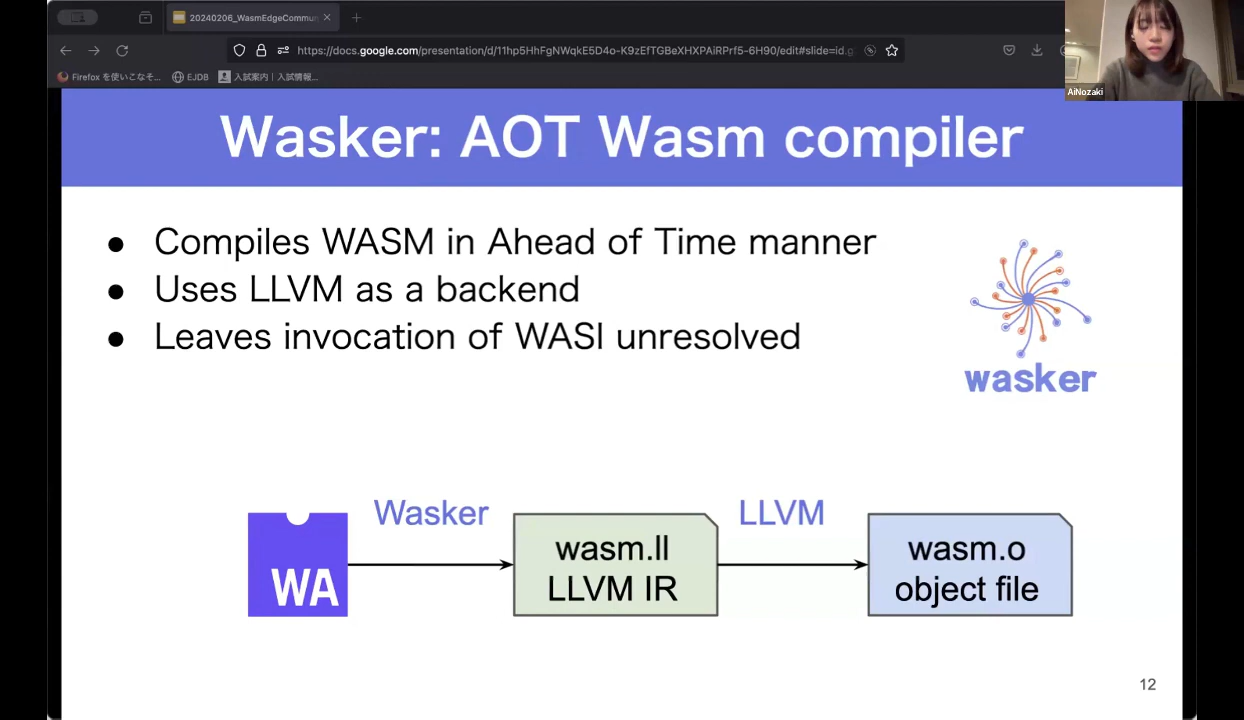 20240206_WasmEdgeCommun
https://docs.google.com/presentation/d/11hp5HhFgNWqkE5D4o-K9zEfTGBeXHXPAiRPrf5-6H90/edit#slide=id.g
Firefox を使いこなそ... EJDB 入試案内 | 入試情報...
AiNozaki
Wasker: AOT Wasm compiler
● Compiles WASM in Ahead of Time manner
● Uses LLVM as a backend
● Leaves invocation of WASI unresolved
wasker
Wasker
LLVM
WA
wasm.ll
LLVM IR
wasm.o
object file
12